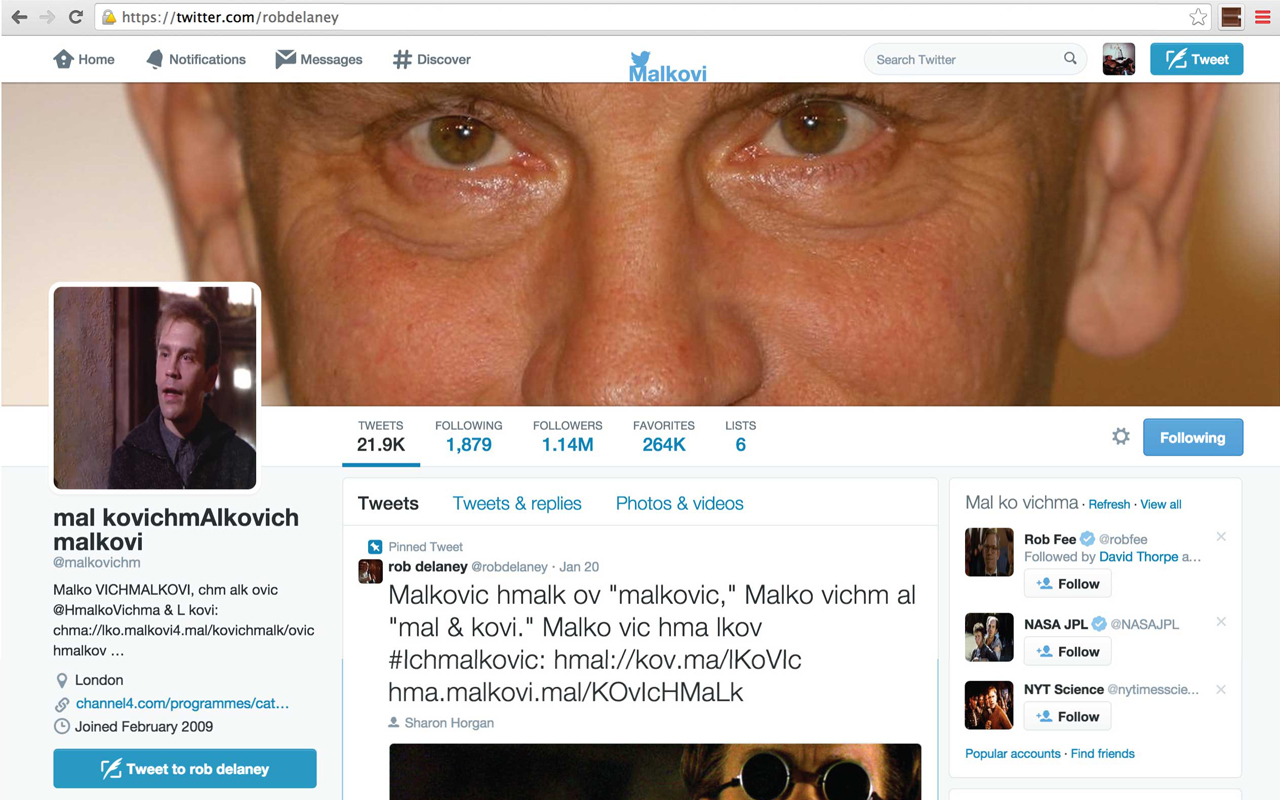 https://twitter.com/robdelaney
Home Notifications Messages Discover
Malkovi
Search Twitter
Tweet
TWEETS FOLLOWING FOLLOWERS FAVORITES LISTS
21.9K 1,879 1.14M 264K 6
Following
mal kovichmAlkovich
malkovi
@malkovichm
Malko VICHMALKOVI, chm alk ovic
@HmalkoVichma & L kovi:
chma://lko.malkovi4.mal/kovichmalk/ovic
hmalkov …
London
channel4.com/programmes/cat…
Joined February 2009
Tweet to rob delaney
Tweets Tweets & replies Photos & videos
Pinned Tweet
rob delaney @robdelaney · Jan 20
Malkovic hmalk ov "malkovic," Malko vichm al
"mal & kovi." Malko vic hma lkov
#Ichmalkovic: hmal://kov.ma/lKoVIc
hma.malkovi.mal/KOvIcHMaLk
Sharon Horgan
Mal ko vichma · Refresh · View all
Rob Fee @robfee
Followed by David Thorpe a...
Follow
NASA JPL @NASAJPL
Follow
NYT Science @nytimesscie...
Follow
Popular accounts · Find friends